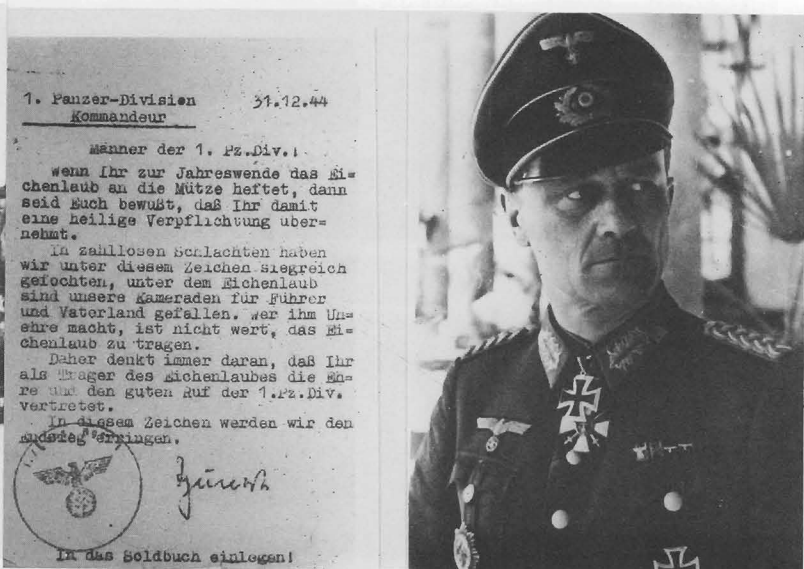 1. Panzer-Division 31.12.44
Kommandeur
Männer der 1. Pz.Div.!
wenn Ihr zur Jahreswende das Ei=
chenlaub an die Mütze heftet, dann
seid Euch bewußt, daß Ihr damit
eine heilige Verpflichtung über=
nehmt.
In zahllosen Schlachten haben
wir unter diesem Zeichen siegreich
gefochten, unter dem Eichenlaub
sind unsere Kameraden für Führer
und Vaterland gefallen. Wer ihm Un=
ehre macht, ist nicht wert, das Ei=
chenlaub zu tragen.
Daher denkt immer daran, daß Ihr
als Träger des Eichenlaubes die Eh=
re und den guten Ruf der 1.Pz.Div.
vertretet.
In diesem Zeichen werden wir den
Endsieg erringen.
In das Soldbuch einlegen!